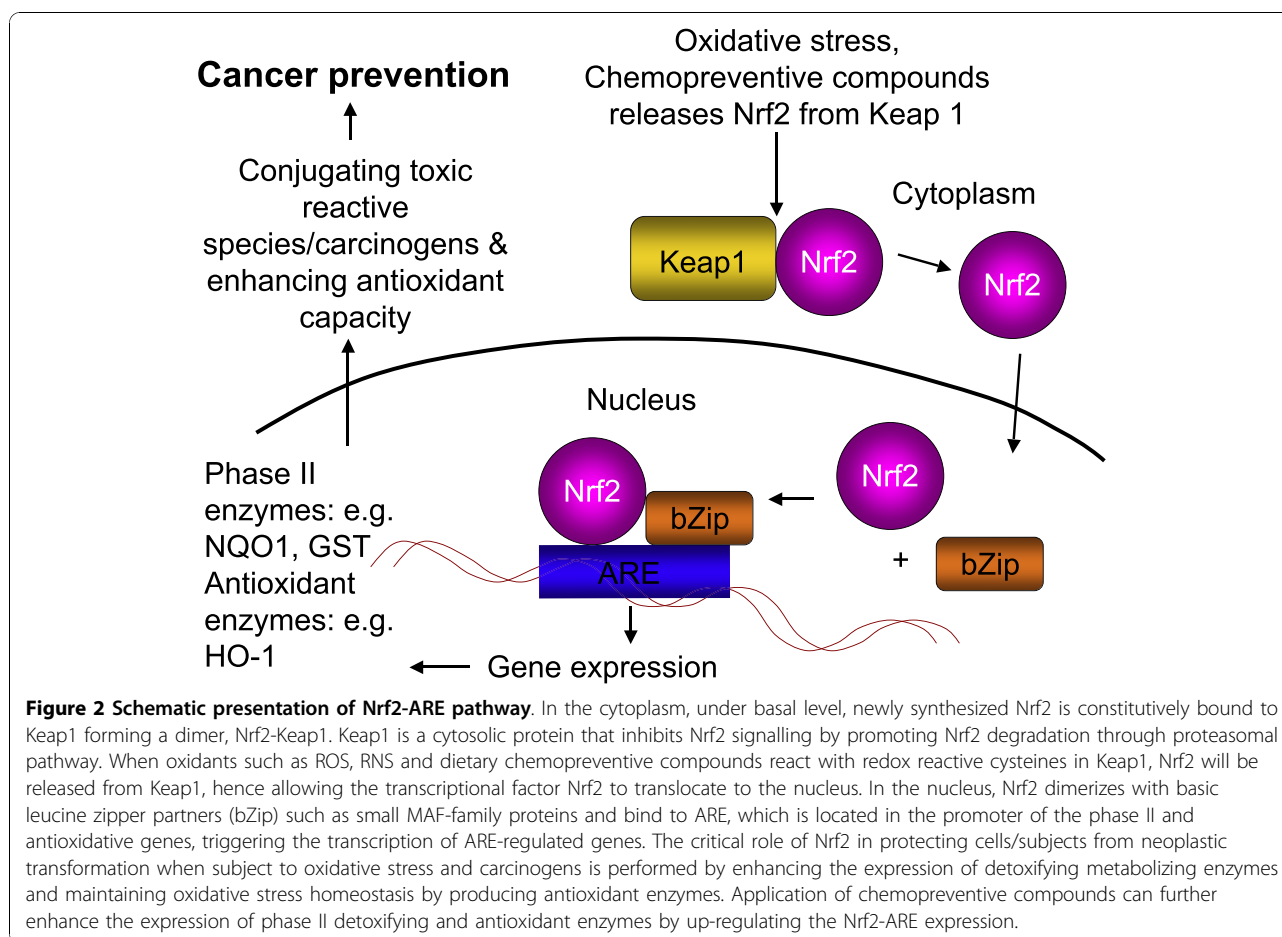 Cancer prevention
Conjugating toxic
reactive
species/carcinogens &
enhancing antioxidant
capacity
Oxidative stress,
Chemopreventive compounds
releases Nrf2 from Keap 1
Cytoplasm
Keap1
Nrf2
Nrf2
Nucleus
Nrf2
bZip
ARE
Nrf2
+
bZip
Phase II
enzymes: e.g.
NQO1, GST
Antioxidant
enzymes: e.g.
HO-1
Gene expression
Figure 2 Schematic presentation of Nrf2-ARE pathway. In the cytoplasm, under basal level, newly synthesized Nrf2 is constitutively bound to
Keap1 forming a dimer, Nrf2-Keap1. Keap1 is a cytosolic protein that inhibits Nrf2 signalling by promoting Nrf2 degradation through proteasomal
pathway. When oxidants such as ROS, RNS and dietary chemopreventive compounds react with redox reactive cysteines in Keap1, Nrf2 will be
released from Keap1, hence allowing the transcriptional factor Nrf2 to translocate to the nucleus. In the nucleus, Nrf2 dimerizes with basic
leucine zipper partners (bZip) such as small MAF-family proteins and bind to ARE, which is located in the promoter of the phase II and
antioxidative genes, triggering the transcription of ARE-regulated genes. The critical role of Nrf2 in protecting cells/subjects from neoplastic
transformation when subject to oxidative stress and carcinogens is performed by enhancing the expression of detoxifying metabolizing enzymes
and maintaining oxidative stress homeostasis by producing antioxidant enzymes. Application of chemopreventive compounds can further
enhance the expression of phase II detoxifying and antioxidant enzymes by up-regulating the Nrf2-ARE expression.